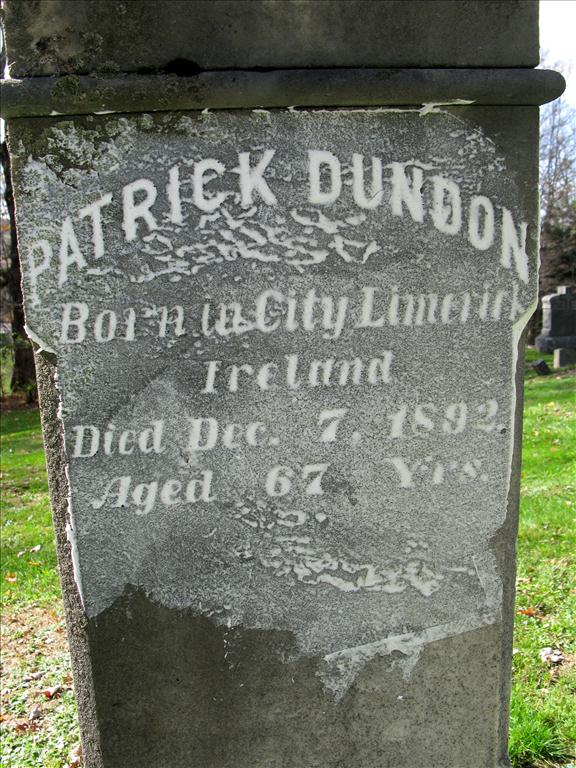 PATRICK DUNDON
Born in City Limerick
Ireland
Died Dec. 7, 1892.
Aged 67 Yrs.